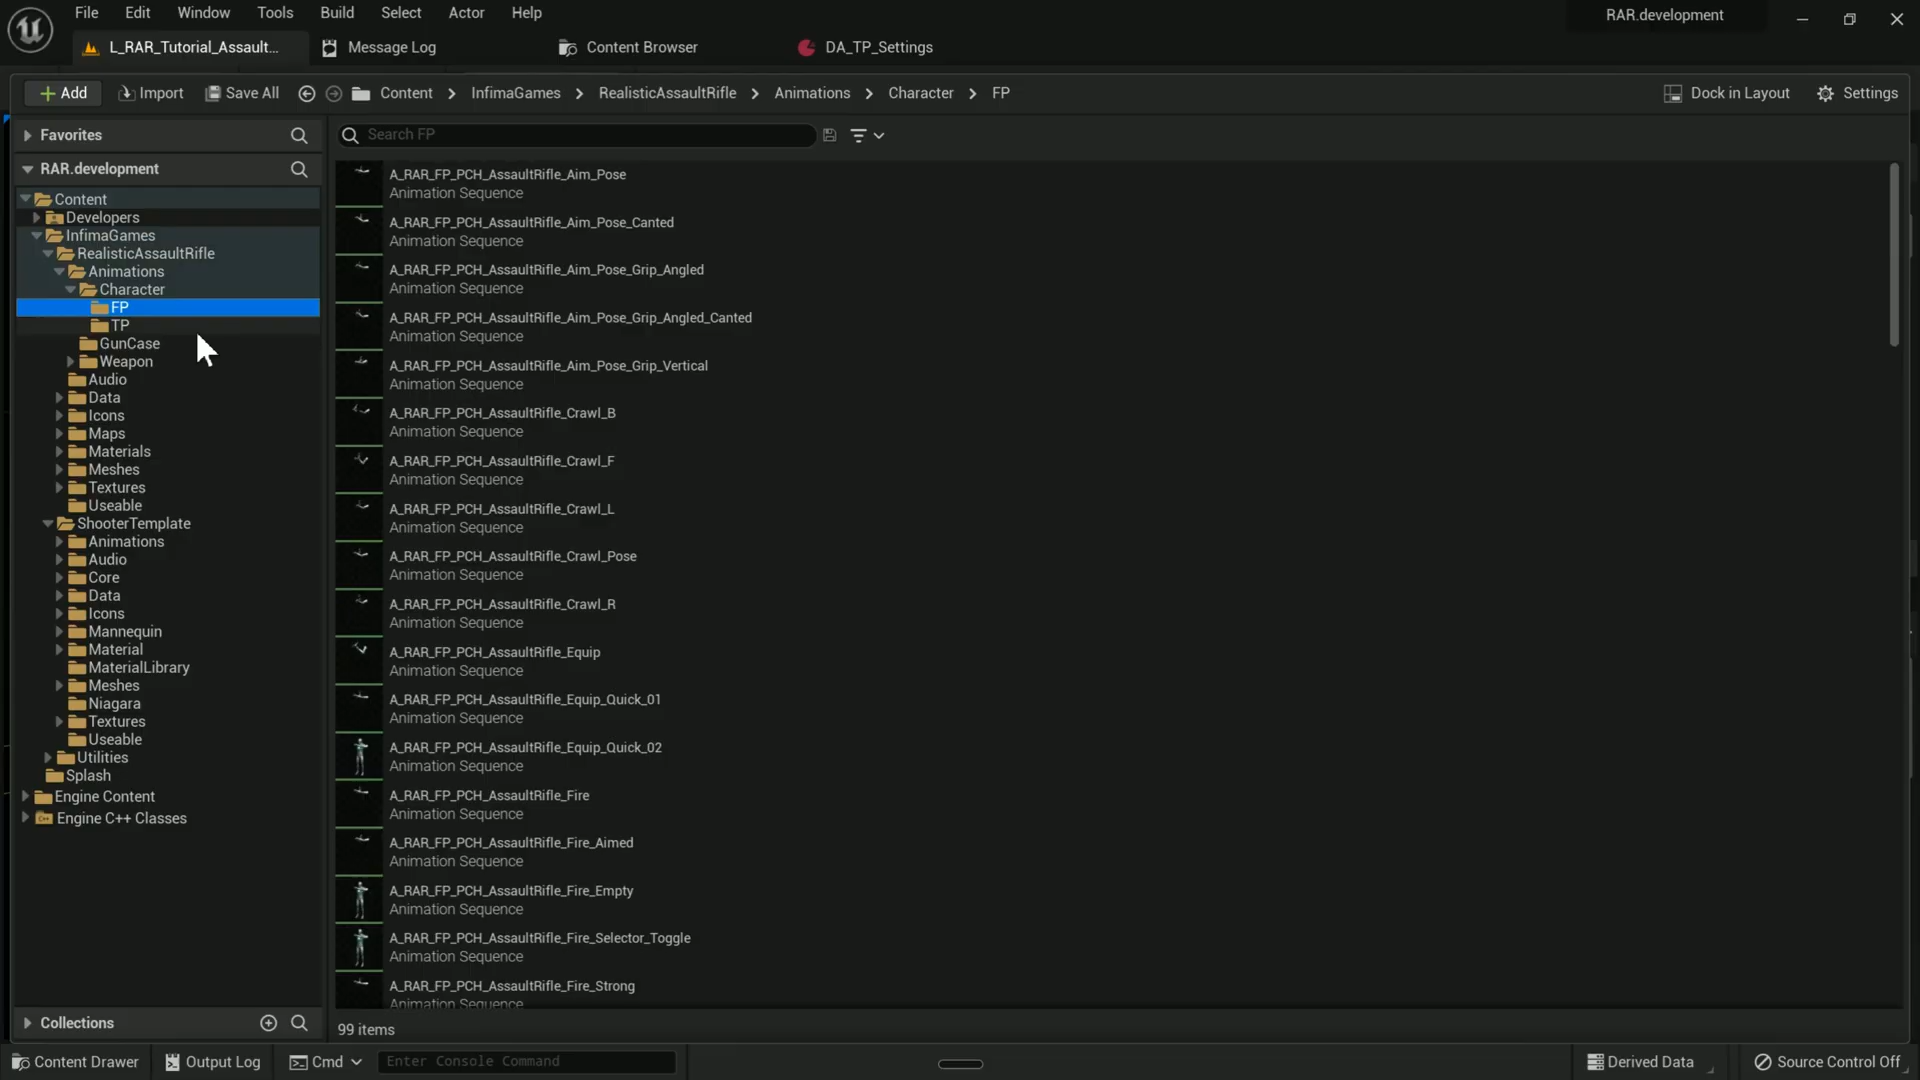 File Edit Window Tools Build Select Actor Help
RAR.development
L_RAR_Tutorial_Assault...
Message Log
Content Browser
DA_TP_Settings
Add
Import
Save All
Content > InfimaGames > RealisticAssaultRifle > Animations > Character > FP
Dock in Layout
Settings
Favorites
Search FP
RAR.development
Content
Developers
InfimaGames
RealisticAssaultRifle
Animations
Character
FP
TP
GunCase
Weapon
Audio
Data
Icons
Maps
Materials
Meshes
Textures
Useable
ShooterTemplate
Animations
Audio
Core
Data
Icons
Mannequin
Material
MaterialLibrary
Meshes
Niagara
Textures
Useable
Utilities
Splash
Engine Content
Engine C++ Classes
Collections
A_RAR_FP_PCH_AssaultRifle_Aim_Pose
Animation Sequence
A_RAR_FP_PCH_AssaultRifle_Aim_Pose_Canted
Animation Sequence
A_RAR_FP_PCH_AssaultRifle_Aim_Pose_Grip_Angled
Animation Sequence
A_RAR_FP_PCH_AssaultRifle_Aim_Pose_Grip_Angled_Canted
Animation Sequence
A_RAR_FP_PCH_AssaultRifle_Aim_Pose_Grip_Vertical
Animation Sequence
A_RAR_FP_PCH_AssaultRifle_Crawl_B
Animation Sequence
A_RAR_FP_PCH_AssaultRifle_Crawl_F
Animation Sequence
A_RAR_FP_PCH_AssaultRifle_Crawl_L
Animation Sequence
A_RAR_FP_PCH_AssaultRifle_Crawl_Pose
Animation Sequence
A_RAR_FP_PCH_AssaultRifle_Crawl_R
Animation Sequence
A_RAR_FP_PCH_AssaultRifle_Equip
Animation Sequence
A_RAR_FP_PCH_AssaultRifle_Equip_Quick_01
Animation Sequence
A_RAR_FP_PCH_AssaultRifle_Equip_Quick_02
Animation Sequence
A_RAR_FP_PCH_AssaultRifle_Fire
Animation Sequence
A_RAR_FP_PCH_AssaultRifle_Fire_Aimed
Animation Sequence
A_RAR_FP_PCH_AssaultRifle_Fire_Empty
Animation Sequence
A_RAR_FP_PCH_AssaultRifle_Fire_Selector_Toggle
Animation Sequence
A_RAR_FP_PCH_AssaultRifle_Fire_Strong
Animation Sequence
99 items
Content Drawer
Output Log
Cmd
Enter Console Command
Derived Data
Source Control Off